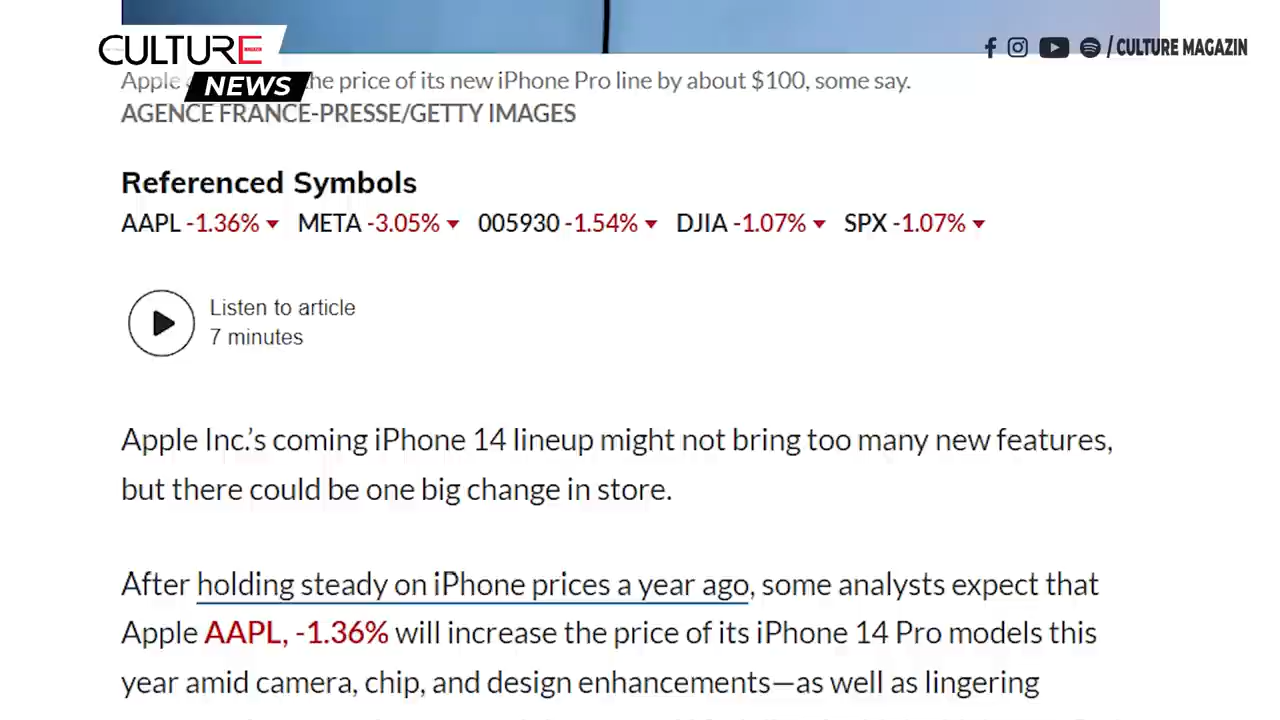 CULTURE
NEWS
/ CULTURE MAGAZIN
Apple the price of its new iPhone Pro line by about $100, some say.
AGENCE FRANCE-PRESSE/GETTY IMAGES
Referenced Symbols
AAPL -1.36% META -3.05% 005930 -1.54% DJIA -1.07% SPX -1.07%
Listen to article
7 minutes
Apple Inc.’s coming iPhone 14 lineup might not bring too many new features,
but there could be one big change in store.
After holding steady on iPhone prices a year ago, some analysts expect that
Apple AAPL, -1.36% will increase the price of its iPhone 14 Pro models this
year amid camera, chip, and design enhancements—as well as lingering